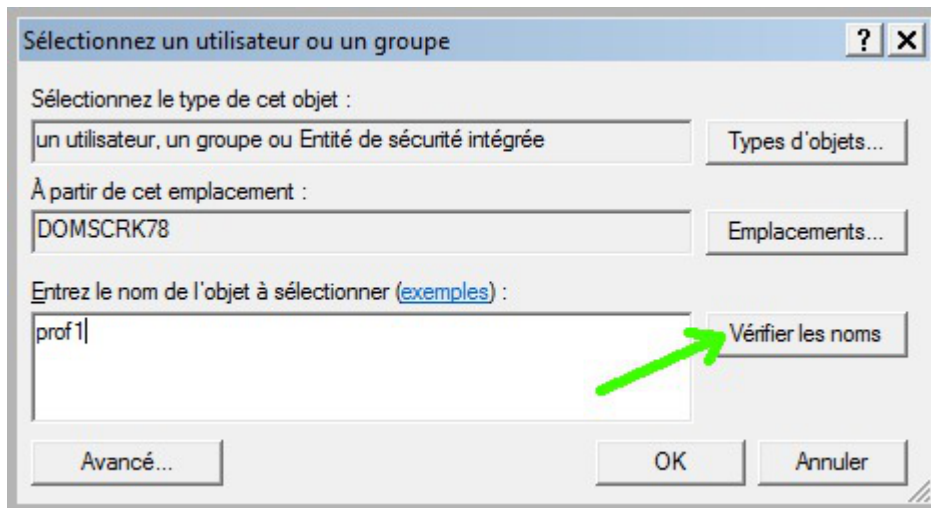 Sélectionnez un utilisateur ou un groupe
?
Sélectionnez le type de cet objet :
un utilisateur, un groupe ou Entité de sécurité intégrée
Types d'objets...
À partir de cet emplacement :
DOMSCRK78
Emplacements...
Entrez le nom de l'objet à sélectionner (exemples) :
prof1
Vérifier les noms
Avancé...
OK
Annuler